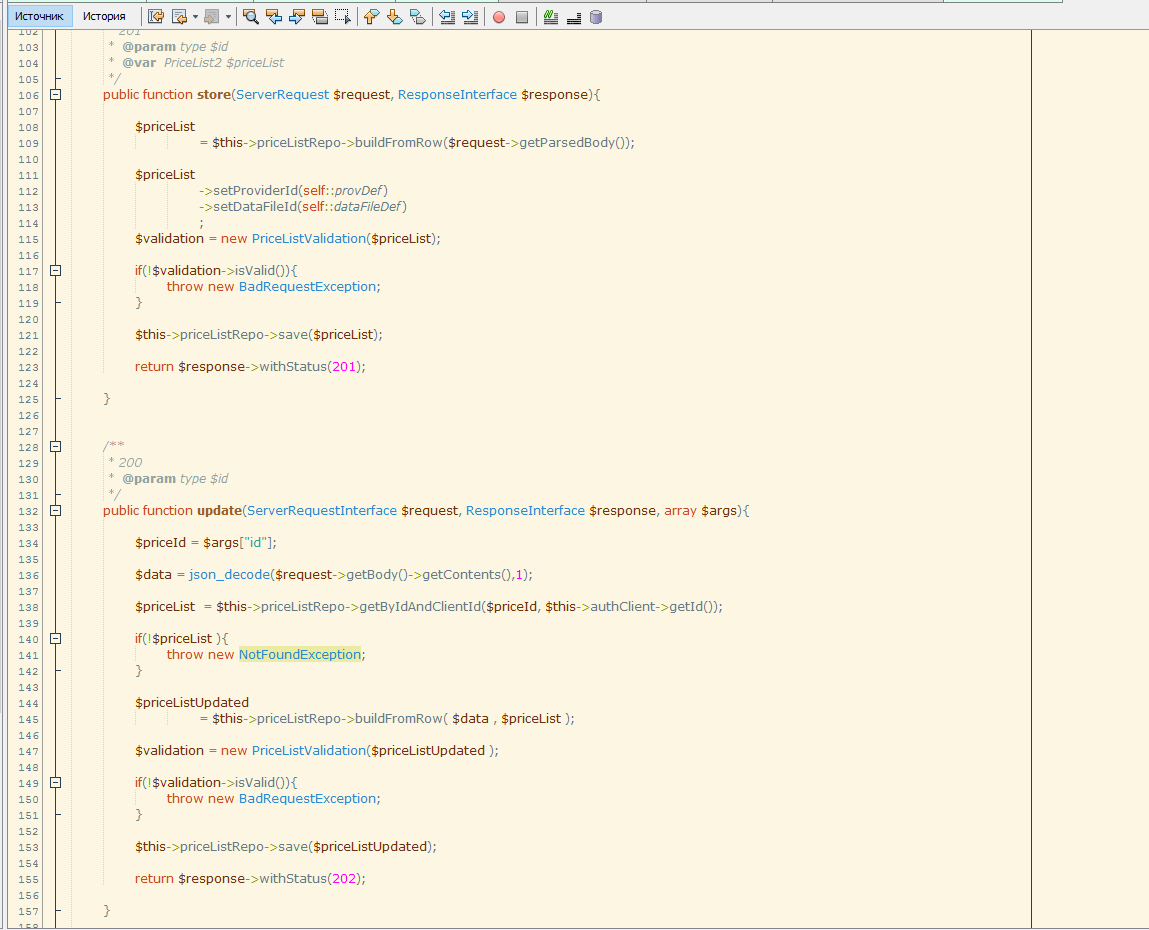 Источник История
102 * 201
103 * @param type $id
104 * @var PriceList2 $priceList
105 */
106 public function store(ServerRequest $request, ResponseInterface $response){
107
108 $priceList
109 = $this->priceListRepo->buildFromRow($request->getParsedBody());
110
111 $priceList
112 ->setProviderId(self::provDef)
113 ->setDataFileId(self::dataFileDef)
114 ;
115 $validation = new PriceListValidation($priceList);
116
117 if(!$validation->isValid()){
118 throw new BadRequestException;
119 }
120
121 $this->priceListRepo->save($priceList);
122
123 return $response->withStatus(201);
124
125 }
126
127
128 /**
129 * 200
130 * @param type $id
131 */
132 public function update(ServerRequestInterface $request, ResponseInterface $response, array $args){
133
134 $priceId = $args["id"];
135
136 $data = json_decode($request->getBody()->getContents(),1);
137
138 $priceList = $this->priceListRepo->getByIdAndClientId($priceId, $this->authClient->getId());
139
140 if(!$priceList ){
141 throw new NotFoundException;
142 }
143
144 $priceListUpdated
145 = $this->priceListRepo->buildFromRow( $data , $priceList );
146
147 $validation = new PriceListValidation($priceListUpdated );
148
149 if(!$validation->isValid()){
150 throw new BadRequestException;
151 }
152
153 $this->priceListRepo->save($priceListUpdated);
154
155 return $response->withStatus(202);
156
157 }
158